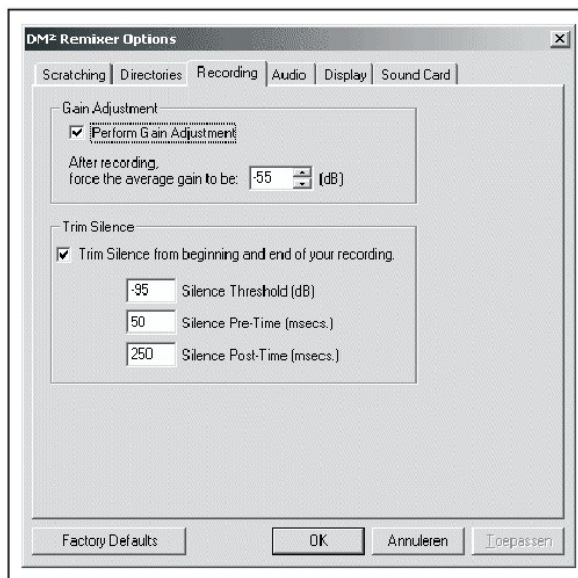 DM² Remixer Options
Scratching Directories Recording Audio Display Sound Card
Gain Adjustment
Perform Gain Adjustment
After recording,
force the average gain to be: -55 (dB)
Trim Silence
Trim Silence from beginning and end of your recording.
-95 Silence Threshold (dB)
50 Silence Pre-Time (msecs.)
250 Silence Post-Time (msecs.)
Factory Defaults OK Annuleren Toepassen